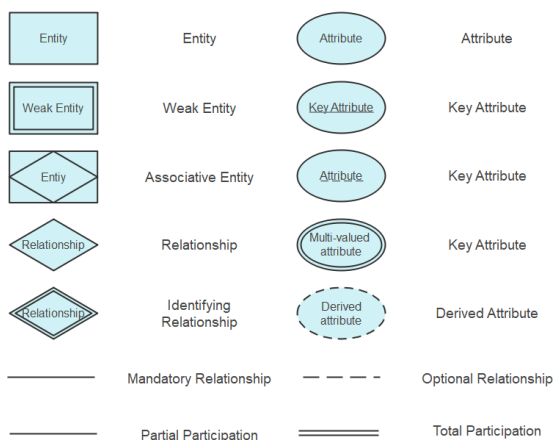 Entity Entity Attribute Attribute
Weak Entity Weak Entity Key Attribute Key Attribute
Entiy Associative Entity Attribute Key Attribute
Relationship Relationship Multi-valued
attribute Key Attribute
Relationship Identifying
Relationship Derived
attribute Derived Attribute
Mandatory Relationship Optional Relationship
Partial Participation Total Participation